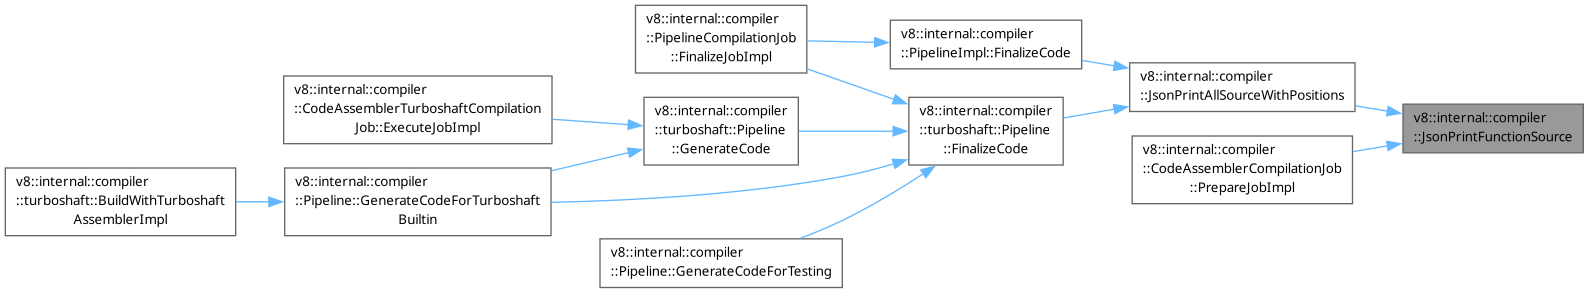 v8::internal::compiler
::PipelineCompilationJob
::FinalizeJobImpl
v8::internal::compiler
::PipelineImpl::FinalizeCode
v8::internal::compiler
::JsonPrintAllSourceWithPositions
v8::internal::compiler
::CodeAssemblerTurboshaftCompilation
Job::ExecuteJobImpl
v8::internal::compiler
::turboshaft::Pipeline
::GenerateCode
v8::internal::compiler
::turboshaft::Pipeline
::FinalizeCode
v8::internal::compiler
::JsonPrintFunctionSource
v8::internal::compiler
::CodeAssemblerCompilationJob
::PrepareJobImpl
v8::internal::compiler
::turboshaft::BuildWithTurboshaft
AssemblerImpl
v8::internal::compiler
::Pipeline::GenerateCodeForTurboshaft
Builtin
v8::internal::compiler
::Pipeline::GenerateCodeForTesting